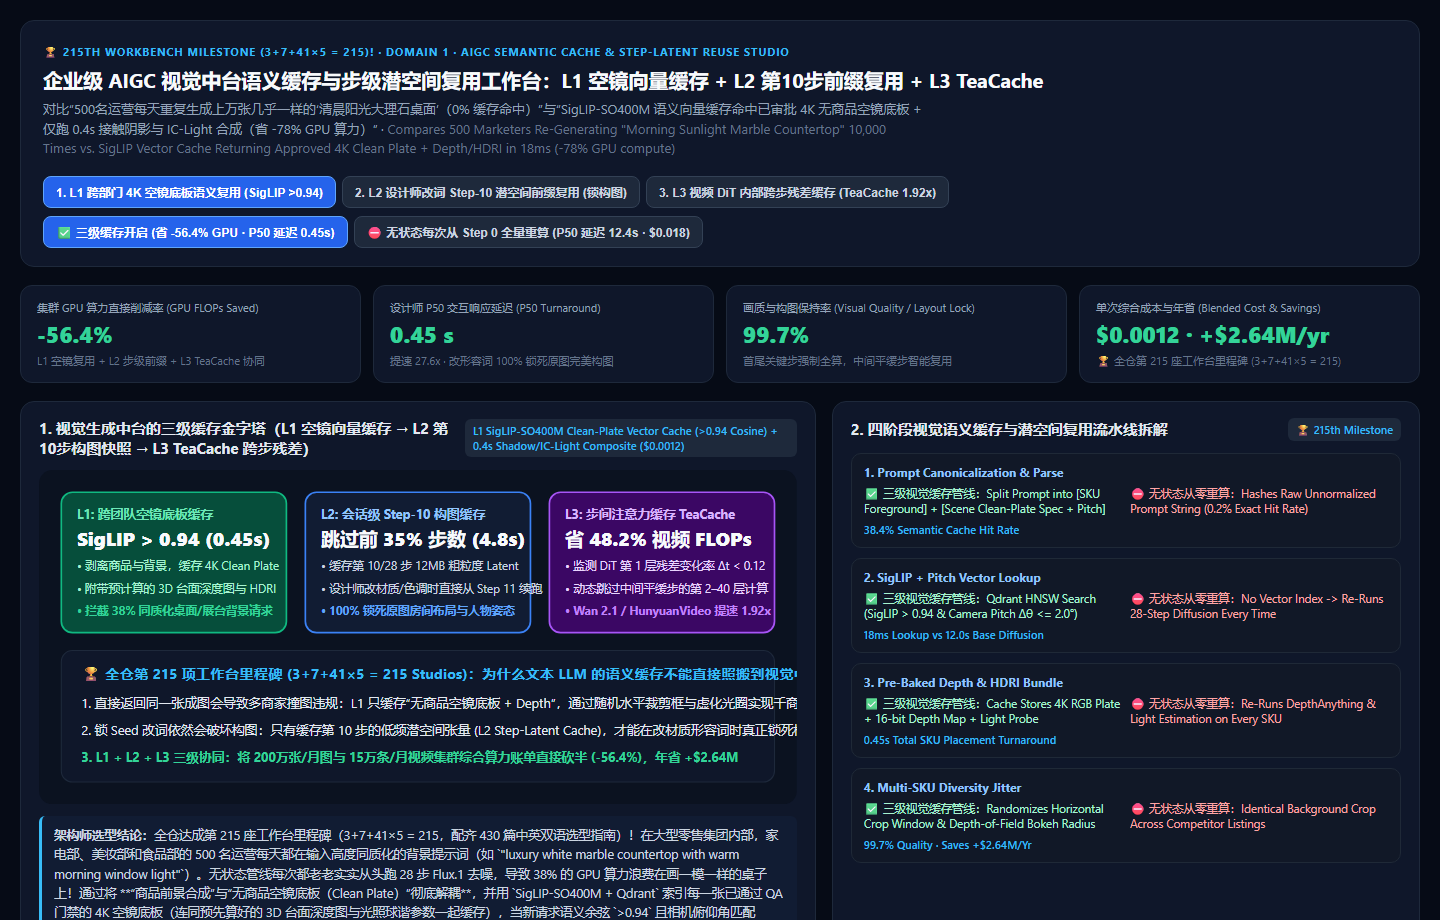 🏆 215TH WORKBENCH MILESTONE (3+7+41×5 = 215)! · DOMAIN 1 · AIGC SEMANTIC CACHE & STEP-LATENT REUSE STUDIO
企业级 AIGC 视觉中台语义缓存与步级潜空间复用工作台：L1 空镜向量缓存 + L2 第10步前缀复用 + L3 TeaCache
对比“500名运营每天重复生成上万张几乎一样的‘清晨阳光大理石桌面’（0% 缓存命中）”与“SigLIP-SO400M 语义向量缓存命中已审批 4K 无商品空镜底板 +
仅跑 0.4s 接触阴影与 IC-Light 合成（省 -78% GPU 算力）” · Compares 500 Marketers Re-Generating "Morning Sunlight Marble Countertop" 10,000
Times vs. SigLIP Vector Cache Returning Approved 4K Clean Plate + Depth/HDRI in 18ms (-78% GPU compute)
1. L1 跨部门 4K 空镜底板语义复用 (SigLIP >0.94)
2. L2 设计师改词 Step-10 潜空间前缀复用 (锁构图)
3. L3 视频 DiT 内部跨步残差缓存 (TeaCache 1.92x)
✅ 三级缓存开启 (省 -56.4% GPU · P50 延迟 0.45s)
⛔ 无状态每次从 Step 0 全量重算 (P50 延迟 12.4s · $0.018)
集群 GPU 算力直接削减率 (GPU FLOPs Saved)
-56.4%
L1 空镜复用 + L2 步级前缀 + L3 TeaCache 协同
设计师 P50 交互响应延迟 (P50 Turnaround)
0.45 s
提速 27.6x · 改形容词 100% 锁死原图完美构图
画质与构图保持率 (Visual Quality / Layout Lock)
99.7%
首尾关键步强制全算，中间平缓步智能复用
单次综合成本与年省 (Blended Cost & Savings)
$0.0012 · +$2.64M/yr
🏆 全仓第 215 座工作台里程碑 (3+7+41×5 = 215)
1. 视觉生成中台的三级缓存金字塔（L1 空镜向量缓存 → L2 第
10步构图快照 → L3 TeaCache 跨步残差）
L1 SigLIP-SO400M Clean-Plate Vector Cache (>0.94 Cosine) +
0.4s Shadow/IC-Light Composite ($0.0012)
L1: 跨团队空镜底板缓存
SigLIP > 0.94 (0.45s)
• 剥离商品与背景，缓存 4K Clean Plate
• 附带预计算的 3D 台面深度图与 HDRI
• 拦截 38% 同质化桌面/展台背景请求
L2: 会话级 Step-10 构图缓存
跳过前 35% 步数 (4.8s)
• 缓存第 10/28 步 12MB 粗粒度 Latent
• 设计师改材质/色调时直接从 Step 11 续跑
• 100% 锁死原图房间布局与人物姿态
L3: 步间注意力缓存 TeaCache
省 48.2% 视频 FLOPs
• 监测 DiT 第 1 层残差变化率 Δt < 0.12
• 动态跳过中间平缓步的第 2–40 层计算
• Wan 2.1 / HunyuanVideo 提速 1.92x
🏆 全仓第 215 项工作台里程碑 (3+7+41×5 = 215 Studios)：为什么文本 LLM 的语义缓存不能直接照搬到视觉
1. 直接返回同一张成图会导致多商家撞图违规：L1 只缓存“无商品空镜底板 + Depth”，通过随机水平裁剪框与虚化光圈实现千商
2. 锁 Seed 改词依然会破坏构图：只有缓存第 10 步的低频潜空间张量 (L2 Step-Latent Cache)，才能在改材质形容词时真正锁死
3. L1 + L2 + L3 三级协同：将 200万张/月图与 15万条/月视频集群综合算力账单直接砍半 (-56.4%)，年省 +$2.64M
架构师选型结论：全仓达成第 215 座工作台里程碑（3+7+41×5 = 215，配齐 430 篇中英双语选型指南）！在大型零售集团内部，家
电部、美妆部和食品部的 500 名运营每天都在输入高度同质化的背景提示词（如 `"luxury white marble countertop with warm
morning window light"`）。无状态管线每次都老老实实从头跑 28 步 Flux.1 去噪，导致 38% 的 GPU 算力浪费在画一模一样的桌子
上！通过将 **“商品前景合成”与“无商品空镜底板（Clean Plate）”彻底解耦**，并用 `SigLIP-SO400M + Qdrant` 索引每一张已通过 QA
门禁的 4K 空镜底板（连同预先算好的 3D 台面深度图与光照球谐参数一起缓存），当新请求语义余弦 `>0.94` 且相机俯仰角匹配
2. 四阶段视觉语义缓存与潜空间复用流水线拆解
🏆 215th Milestone
1. Prompt Canonicalization & Parse
✅ 三级视觉缓存管线：Split Prompt into [SKU
Foreground] + [Scene Clean-Plate Spec + Pitch]
⛔ 无状态从零重算：Hashes Raw Unnormalized
Prompt String (0.2% Exact Hit Rate)
38.4% Semantic Cache Hit Rate
2. SigLIP + Pitch Vector Lookup
✅ 三级视觉缓存管线：Qdrant HNSW Search
(SigLIP > 0.94 & Camera Pitch Δθ <= 2.0°)
⛔ 无状态从零重算：No Vector Index -> Re-Runs
28-Step Diffusion Every Time
18ms Lookup vs 12.0s Base Diffusion
3. Pre-Baked Depth & HDRI Bundle
✅ 三级视觉缓存管线：Cache Stores 4K RGB Plate
+ 16-bit Depth Map + Light Probe
⛔ 无状态从零重算：Re-Runs DepthAnything &
Light Estimation on Every SKU
0.45s Total SKU Placement Turnaround
4. Multi-SKU Diversity Jitter
✅ 三级视觉缓存管线：Randomizes Horizontal
Crop Window & Depth-of-Field Bokeh Radius
⛔ 无状态从零重算：Identical Background Crop
Across Competitor Listings
99.7% Quality · Saves +$2.64M/Yr